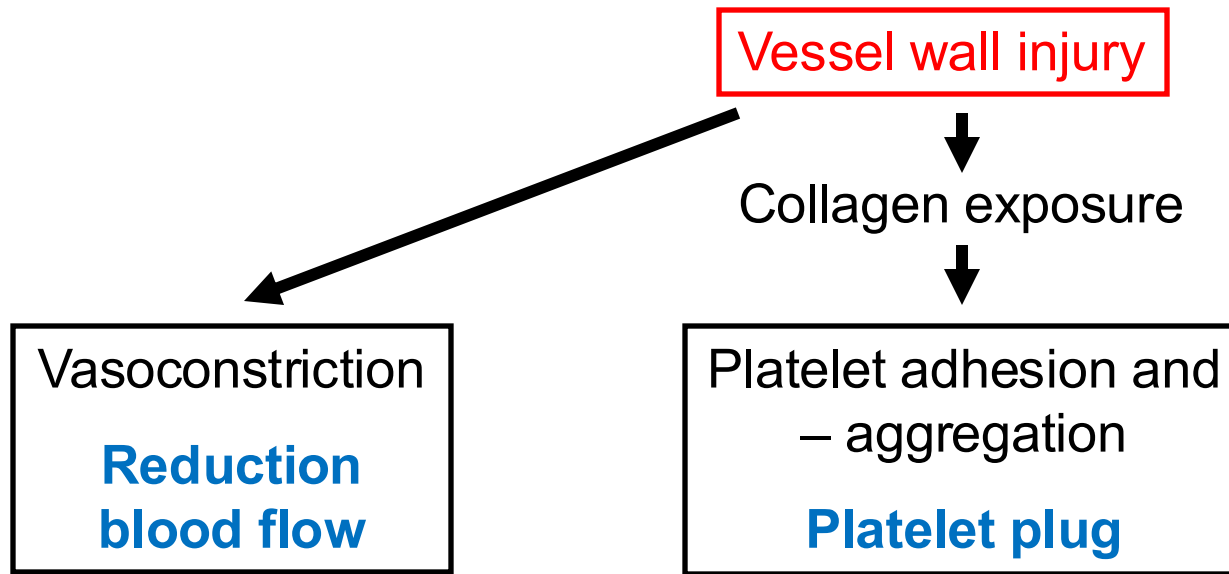 Vessel wall injury
Collagen exposure
Vasoconstriction
Reduction
blood flow
Platelet adhesion and
– aggregation
Platelet plug